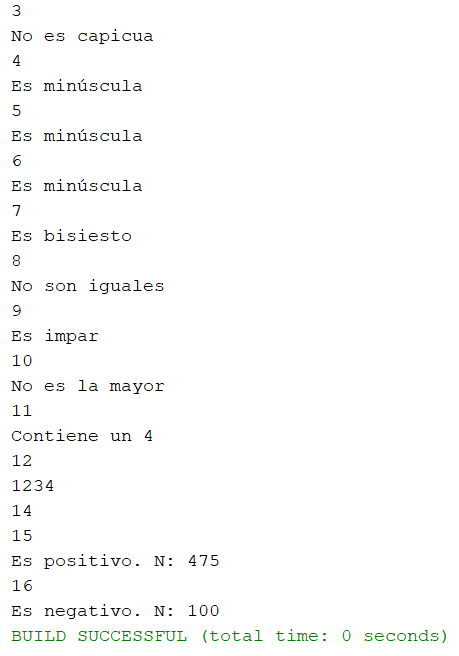 3
No es capicua
4
Es minúscula
5
Es minúscula
6
Es minúscula
7
Es bisiesto
8
No son iguales
9
Es impar
10
No es la mayor
11
Contiene un 4
12
1234
14
15
Es positivo. N: 475
16
Es negativo. N: 100
BUILD SUCCESSFUL (total time: 0 seconds)